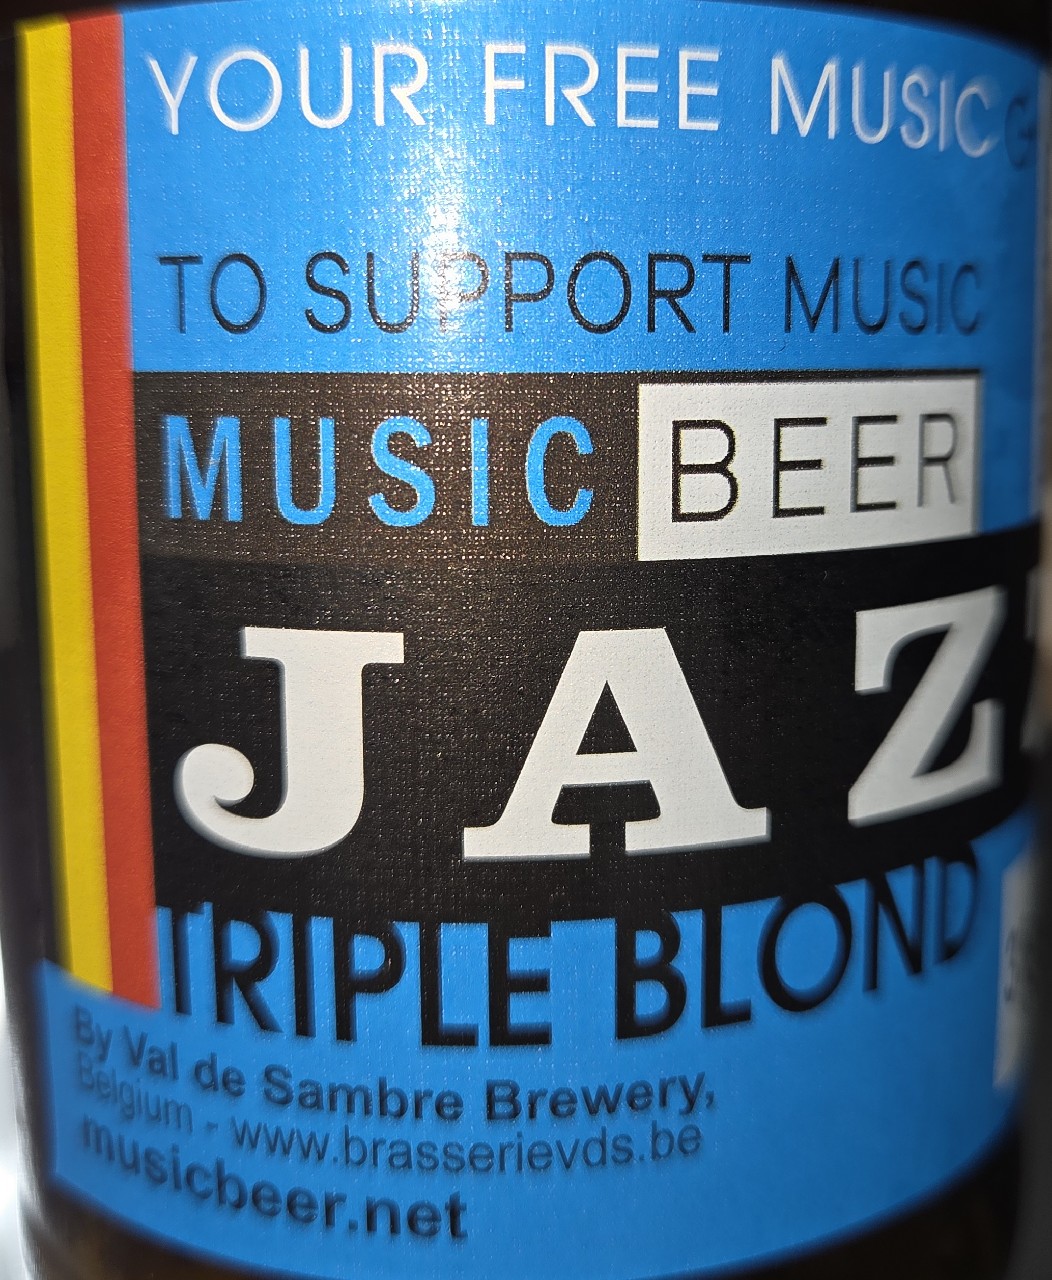 YOUR FREE MUSIC
TO SUPPORT MUSIC
MUSIC BEER
JAZ
TRIPLE BLOND
By Val de Sambre Brewery,
Belgium - www.brasserievds.be
musicbeer.net